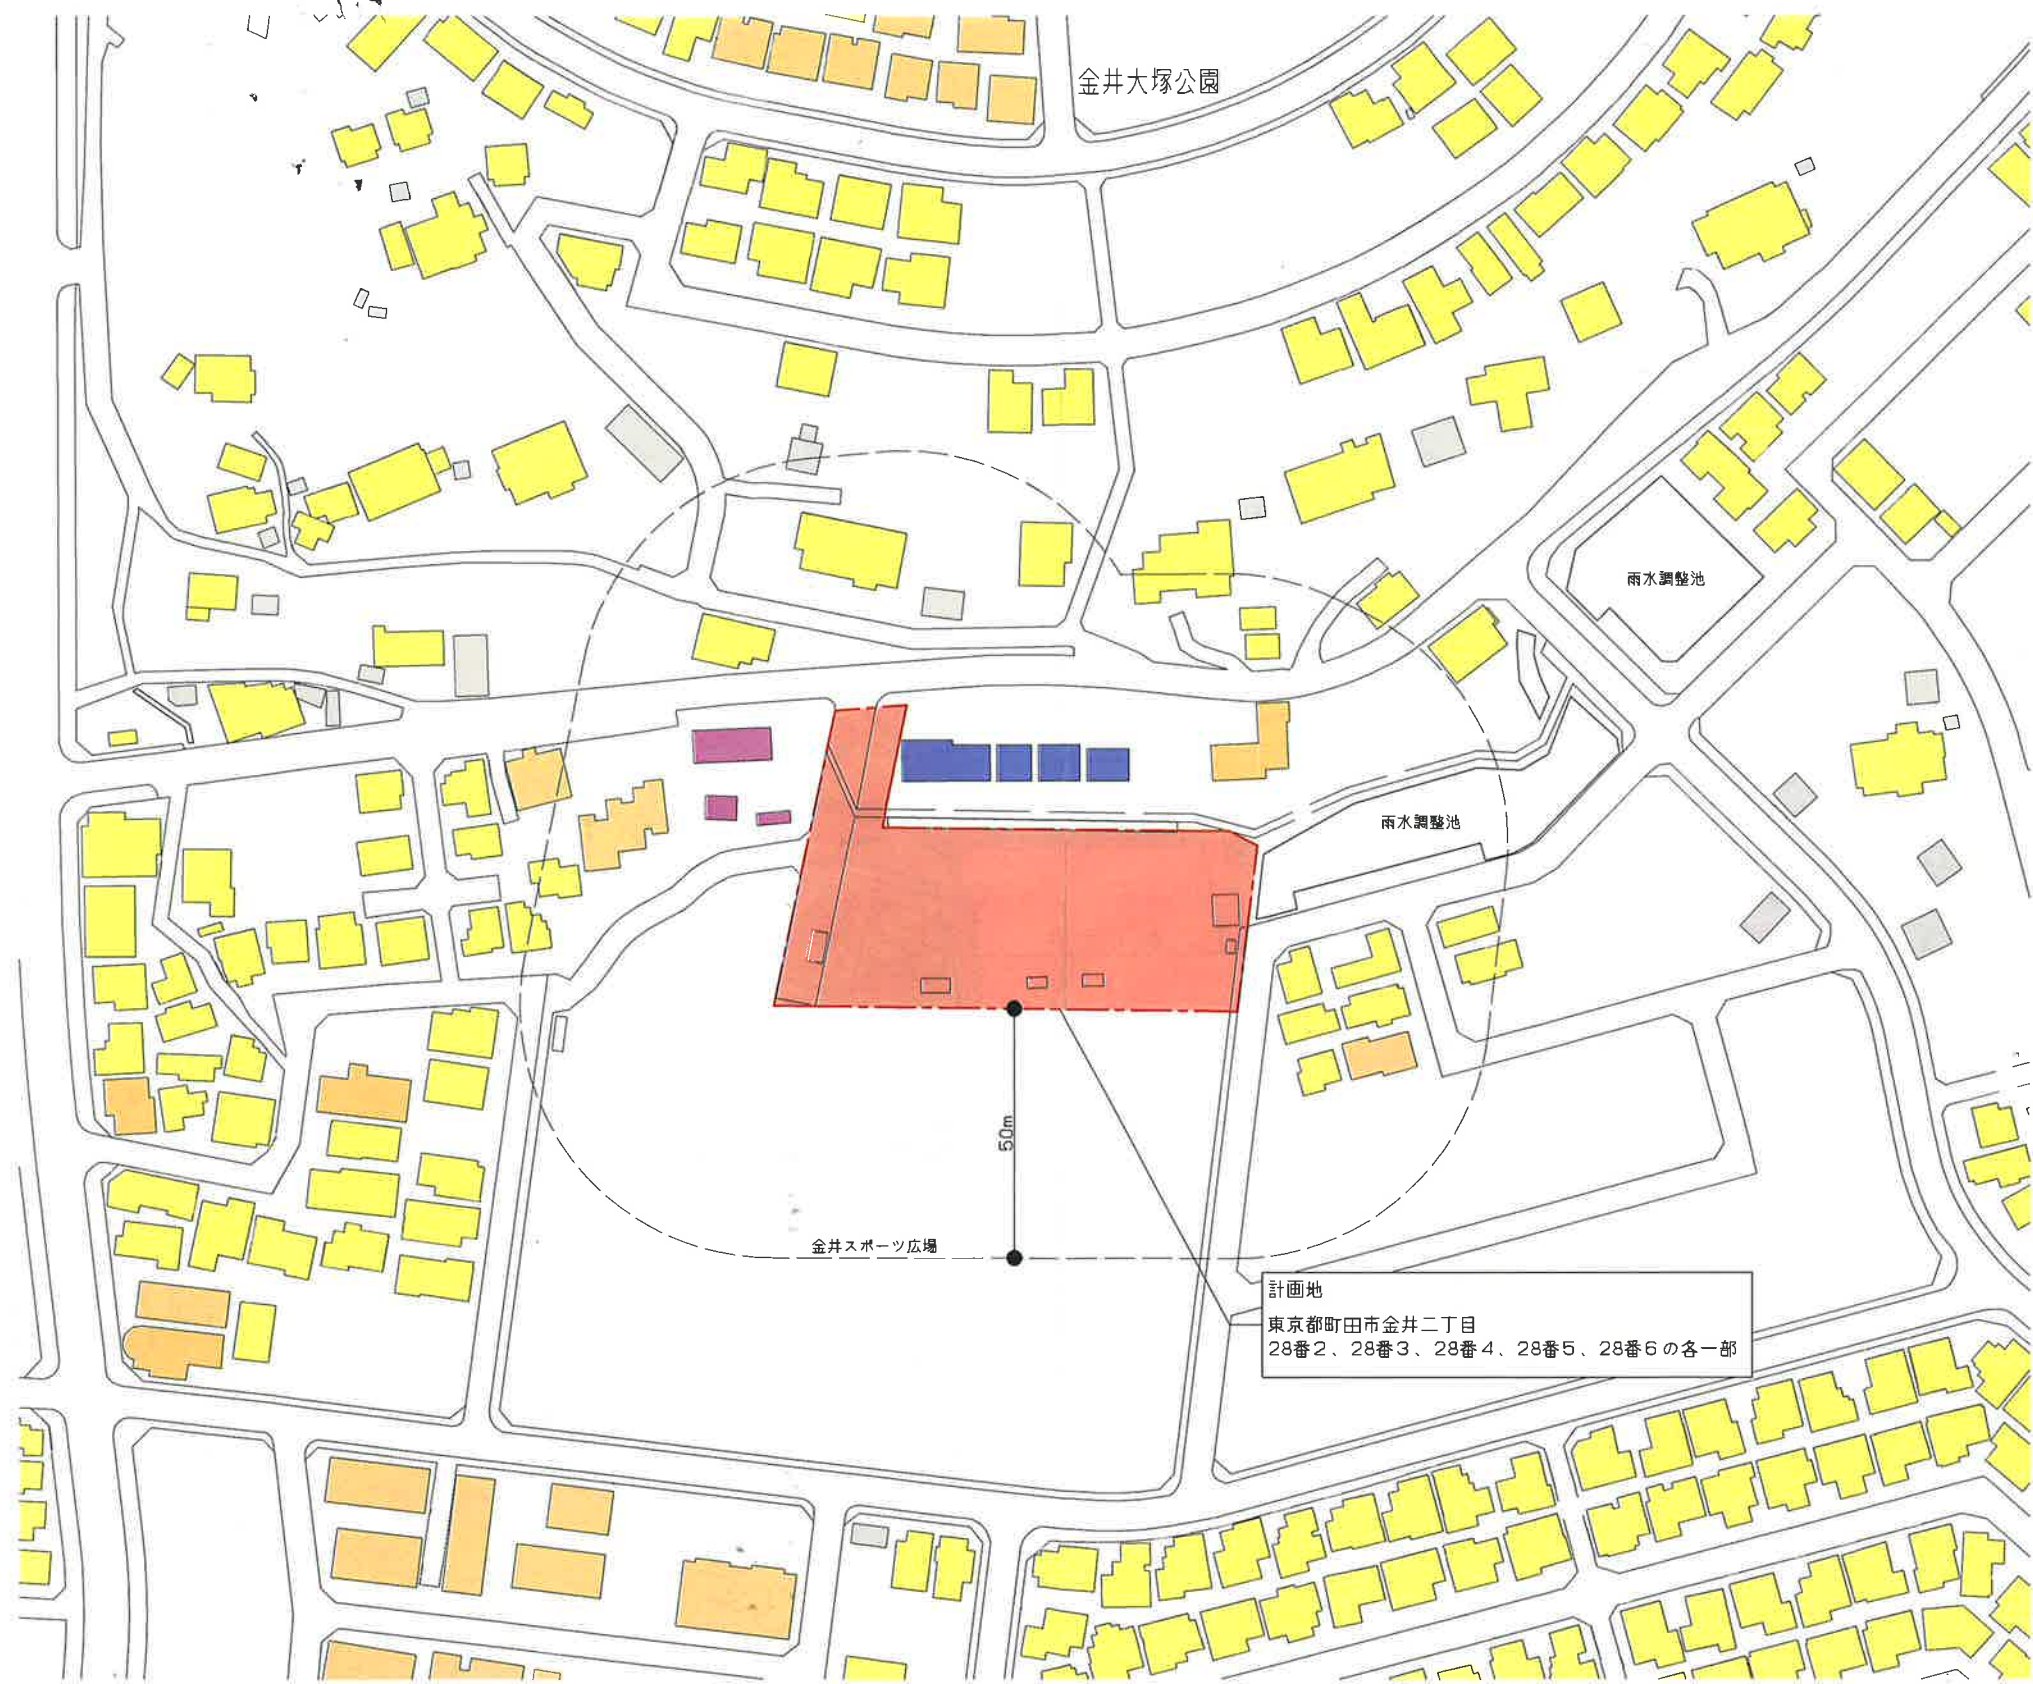 金井大塚公園
雨水調整池
雨水調整池
50m
金井スポーツ広場
計画地
東京都町田市金井二丁目
28番2、28番3、28番4、28番5、28番6の各一部